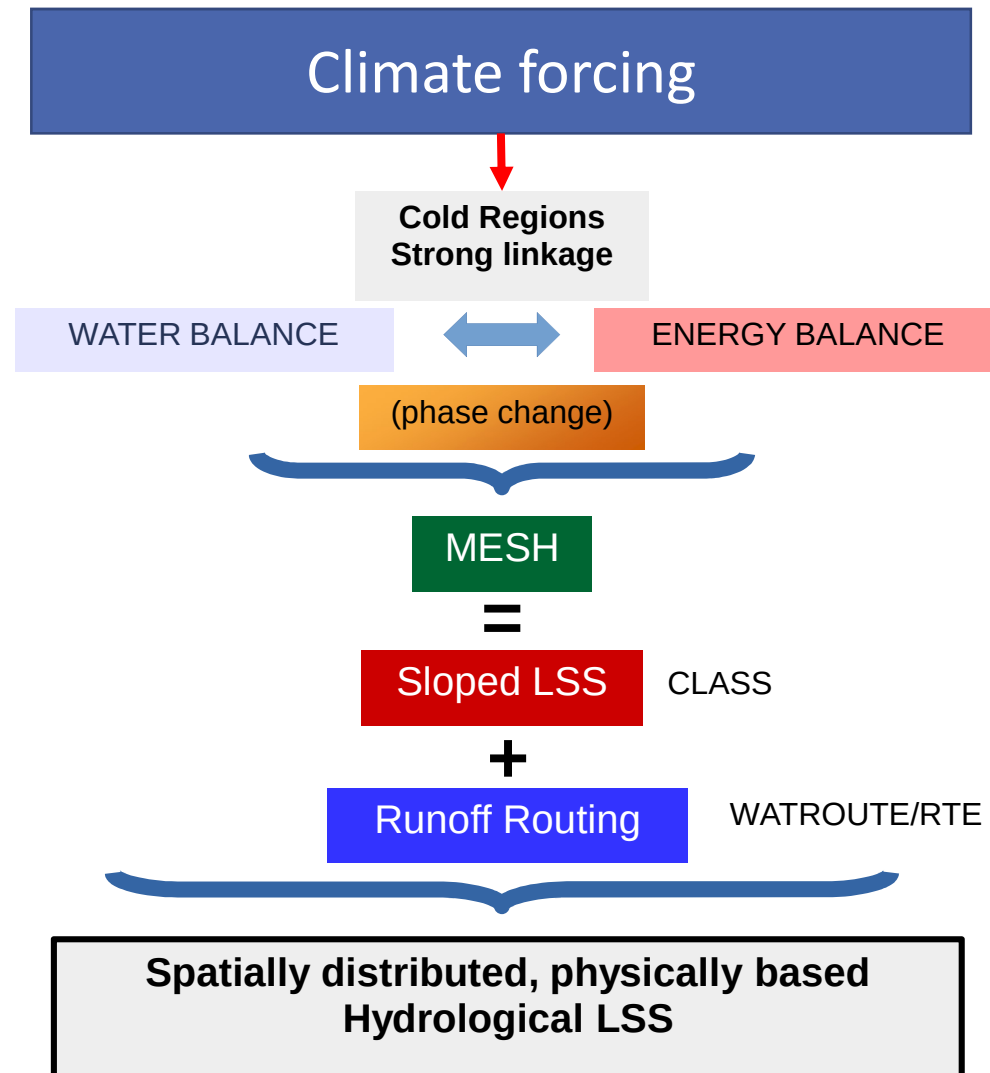 Climate forcing
Cold Regions
Strong linkage
WATER BALANCE
ENERGY BALANCE
(phase change)
MESH
=
Sloped LSS
CLASS
+
Runoff Routing
WATROUTE/RTE
Spatially distributed, physically based
Hydrological LSS